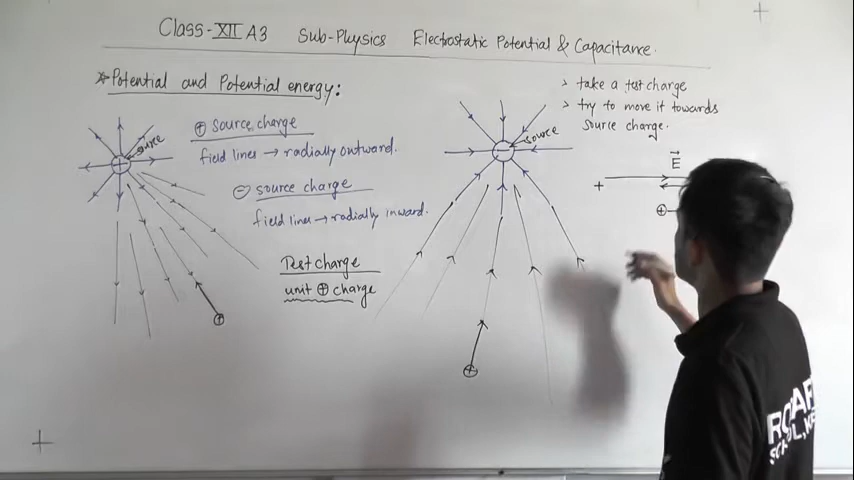 Class-XII A3 Sub-Physics Electrostatic Potential & Capacitance.
*Potential and Potential energy:
> take a test charge
> try to move it towards
source charge.
source
⊕ source charge
field lines → radially outward.
⊖ source charge
field lines → radially inward.
Test charge
unit ⊕ charge
source
E
+
⊕